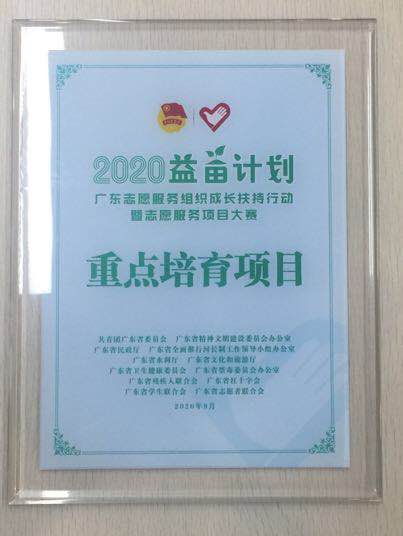 2020益苗计划
广东志愿服务组织成长扶持行动
暨志愿服务项目大赛
重点培育项目
共青团广东省委员会 广东省精神文明建设委员会办公室
广东省民政厅 广东省全面推行河长制工作领导小组办公室
广东省水利厅 广东省文化和旅游厅
广东省卫生健康委员会 广东省禁毒委员会办公室
广东省残疾人联合会 广东省红十字会
广东省学生联合会 广东省志愿者联合会
2020年9月